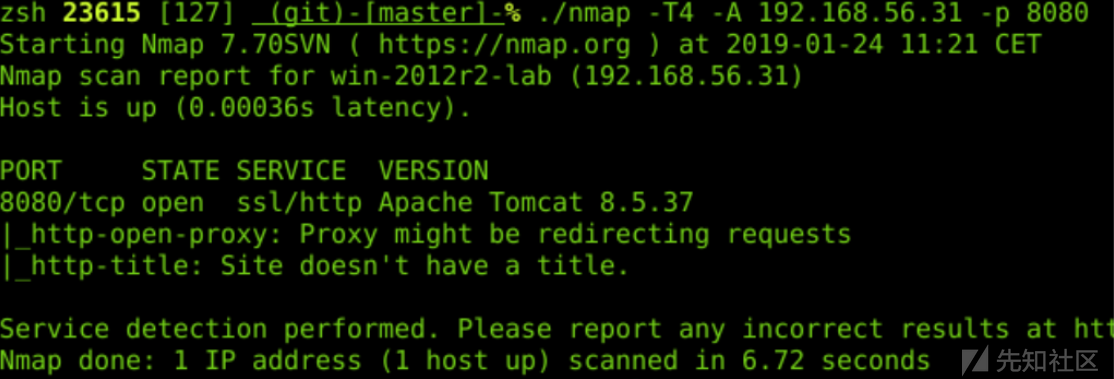 zsh 23615 [127] (git)-[master]-% ./nmap -T4 -A 192.168.56.31 -p 8080
Starting Nmap 7.70SVN ( https://nmap.org ) at 2019-01-24 11:21 CET
Nmap scan report for win-2012r2-lab (192.168.56.31)
Host is up (0.00036s latency).
PORT     STATE SERVICE  VERSION
8080/tcp open  ssl/http Apache Tomcat 8.5.37
|_http-open-proxy: Proxy might be redirecting requests
|_http-title: Site doesn't have a title.
Service detection performed. Please report any incorrect results at htt
Nmap done: 1 IP address (1 host up) scanned in 6.72 seconds
先知社区